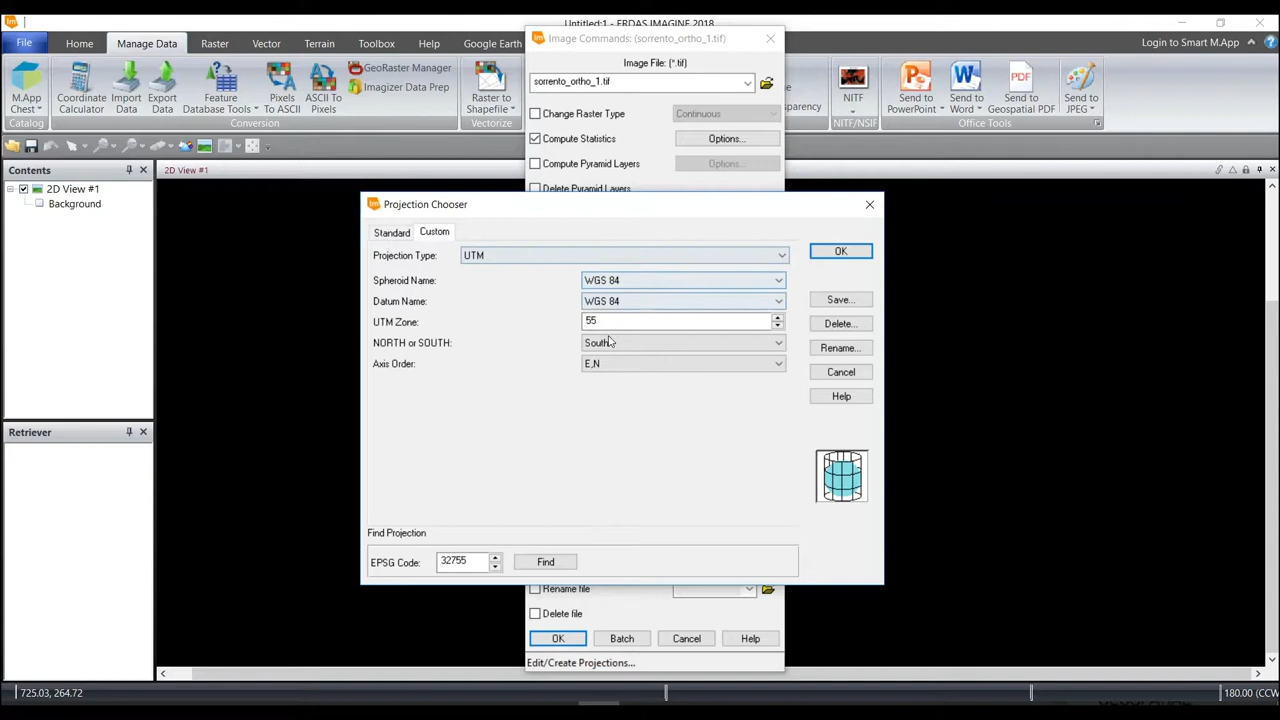 Untitled:1 - ERDAS IMAGINE 2018
File Home Manage Data Raster Vector Terrain Toolbox Help Google Earth
Login to Smart M.App
M.App Chest
Coordinate Calculator
Import Data
Export Data
Feature Database Tools
Pixels To ASCII
ASCII To Pixels
GeoRaster Manager
Imagizer Data Prep
Raster to Shapefile
NITF
Send to PowerPoint
Send to Word
Send to Geospatial PDF
Send to JPEG
Catalog
Conversion
Vectorize
NITF/NSIF
Office Tools
Contents
2D View #1
Background
Retriever
2D View #1
Image Commands: (sorrento_ortho_1.tif)
Image File: (*.tif)
sorrento_ortho_1.tif
Change Raster Type Continuous
Compute Statistics Options...
Compute Pyramid Layers Options...
Delete Pyramid Layers
Projection Chooser
Standard Custom
Projection Type: UTM
Spheroid Name: WGS 84
Datum Name: WGS 84
UTM Zone: 55
NORTH or SOUTH: South
Axis Order: E,N
OK
Save...
Delete...
Rename...
Cancel
Help
Find Projection
EPSG Code: 32755 Find
Rename file
Delete file
OK Batch Cancel Help
Edit/Create Projections...
725.03, 264.72
180.00 (CCW